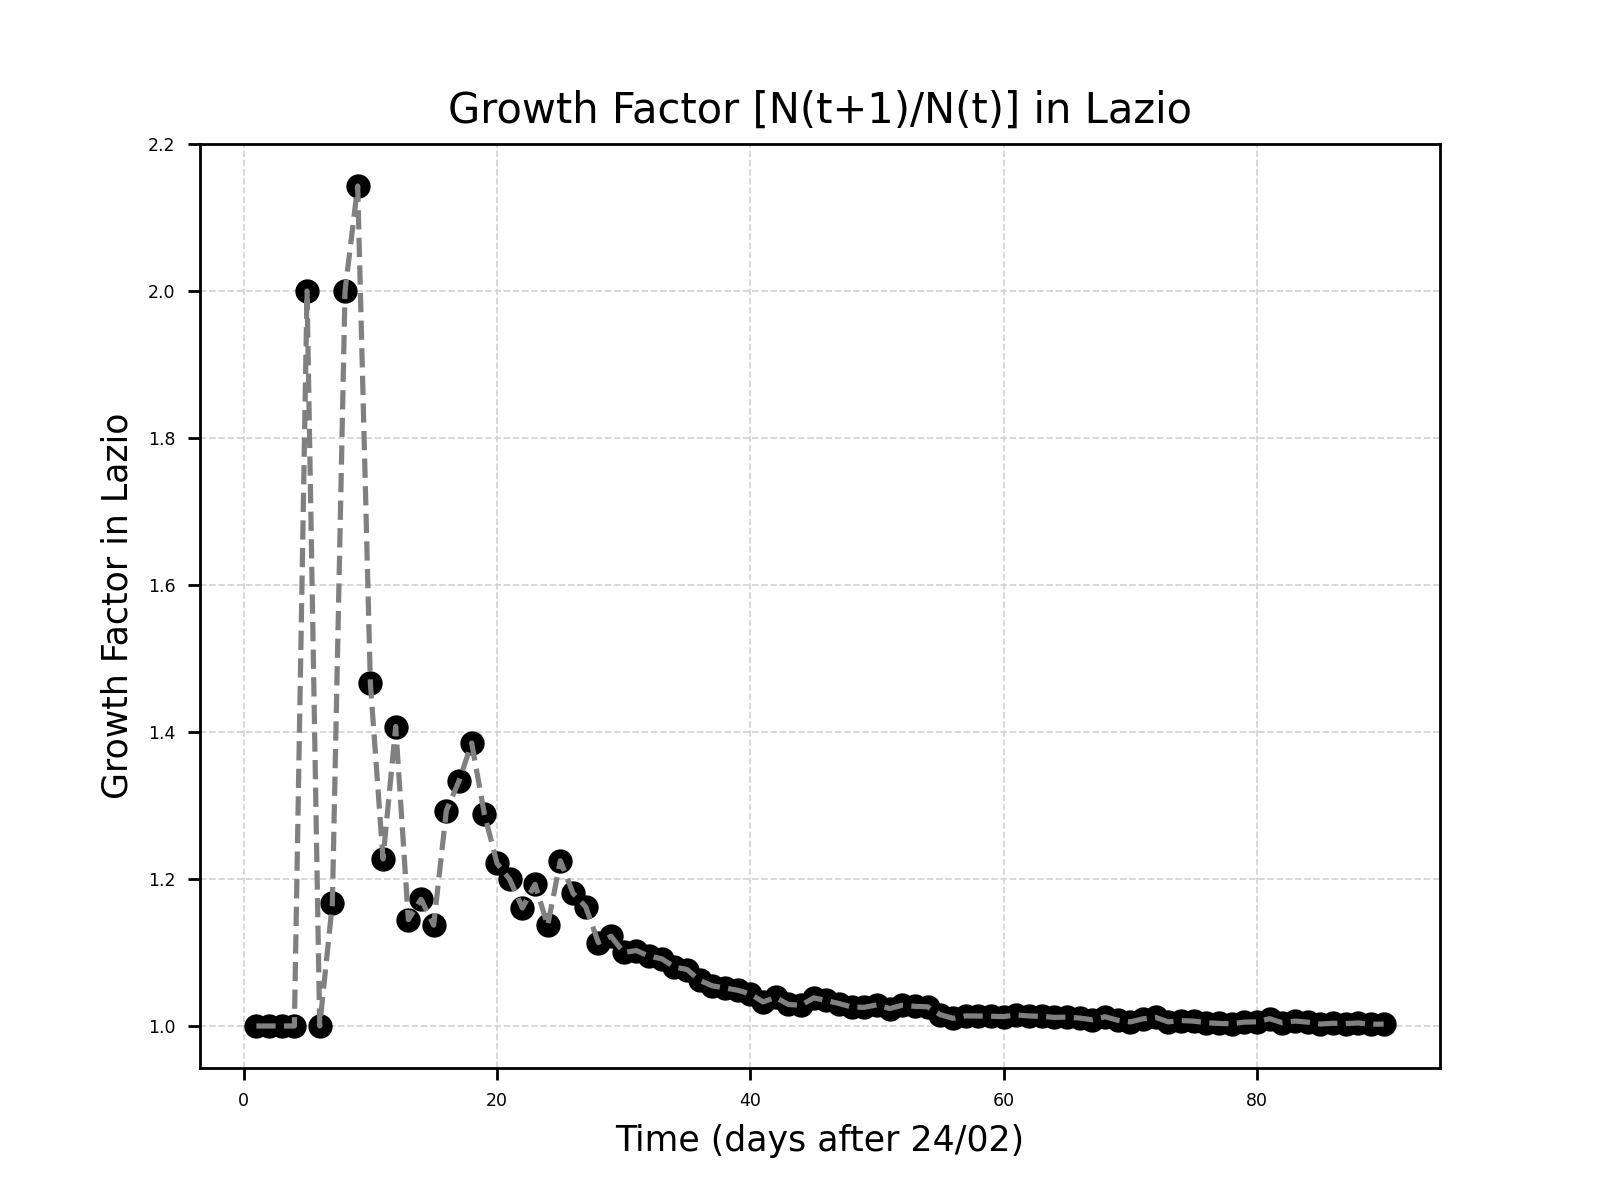 Growth Factor [N(t+1)/N(t)] in Lazio
2.2
2.0
1.8
1.6
1.4
1.2
1.0
Growth Factor in Lazio
0 20 40 60 80
Time (days after 24/02)